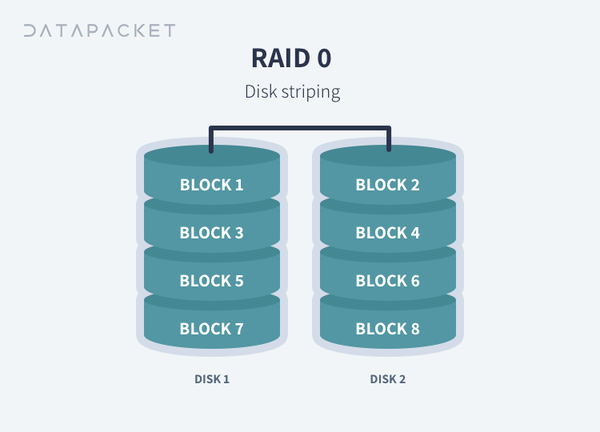 DATAPACKET
RAID 0
Disk striping
BLOCK 1
BLOCK 3
BLOCK 5
BLOCK 7
DISK 1
BLOCK 2
BLOCK 4
BLOCK 6
BLOCK 8
DISK 2